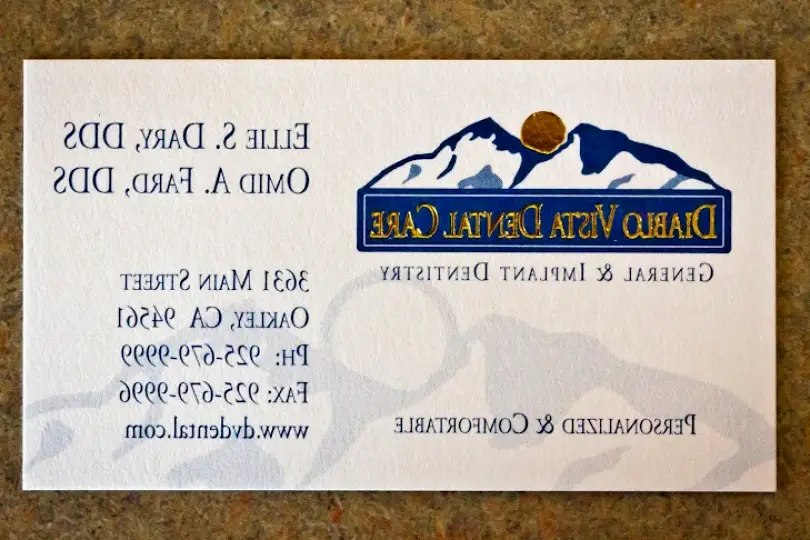 DIABLO VISTA DENTAL CARE
GENERAL & IMPLANT DENTISTRY
PERSONALIZED & COMFORTABLE
ELLIE S. DARY, DDS
OMID A. FARD, DDS
3631 MAIN STREET
OAKLEY, CA 94561
PH: 925-679-9999
FAX: 925-679-9996
www.dvdental.com